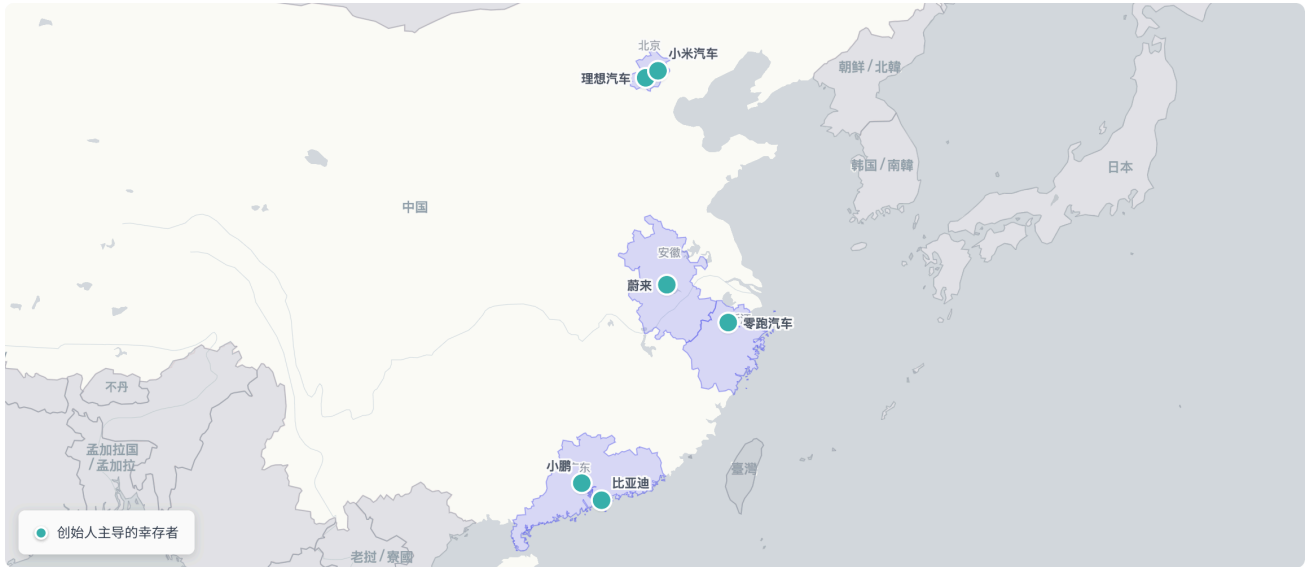 北京
小米汽车
理想汽车
朝鲜/北韓
韩国/南韓
日本
中国
安徽
蔚来
零跑汽车
不丹
孟加拉国
/孟加拉
小鹏
东
比亚迪
臺灣
创始人主导的幸存者
老挝/寮國